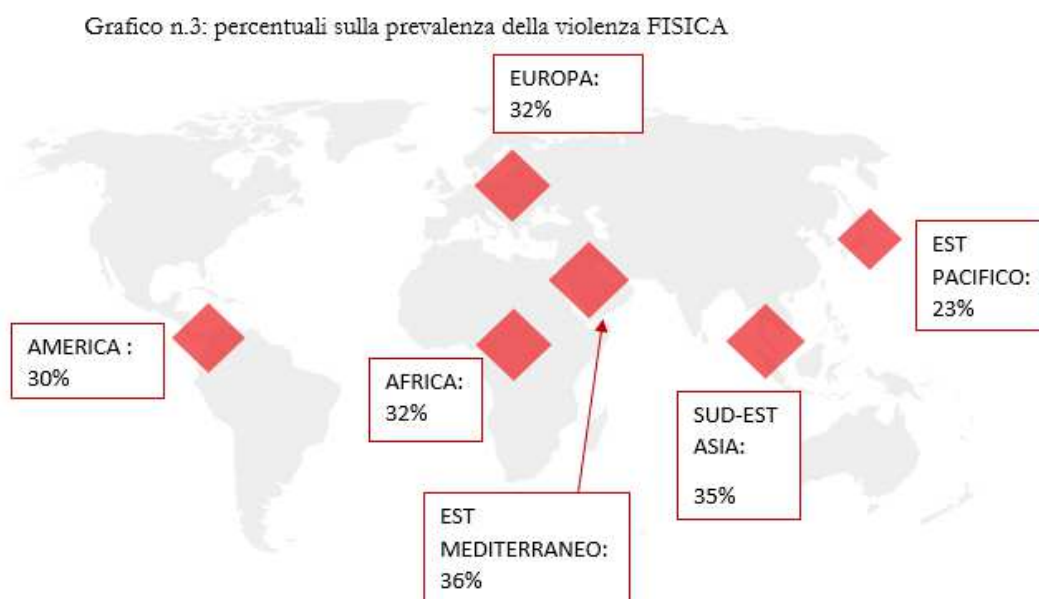 Grafico n.3: percentuali sulla prevalenza della violenza FISICA
EUROPA:
32%
EST
PACIFICO:
23%
AMERICA :
30%
AFRICA:
32%
SUD-EST
ASIA:
35%
EST
MEDITERRANEO:
36%